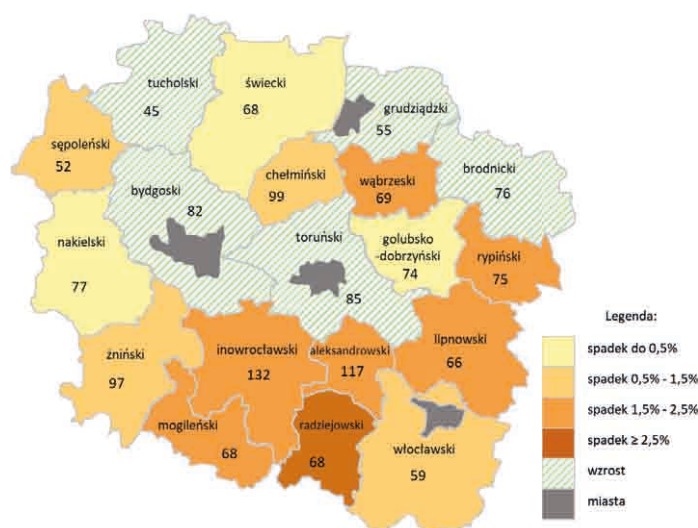 tucholski
45
świecki
68
grudziądzki
55
sępoleński
52
chełmiński
99
wąbrzeski
69
brodnicki
76
bydgoski
82
nakielski
77
toruński
85
golubsko
-dobrzyński
74
rypiński
75
żniński
97
inowrocławski
132
aleksandrowski
117
lipnowski
66
mogileński
68
radziejowski
68
włocławski
59
Legenda:
spadek do 0,5%
spadek 0,5% - 1,5%
spadek 1,5% - 2,5%
spadek ≥ 2,5%
wzrost
miasta